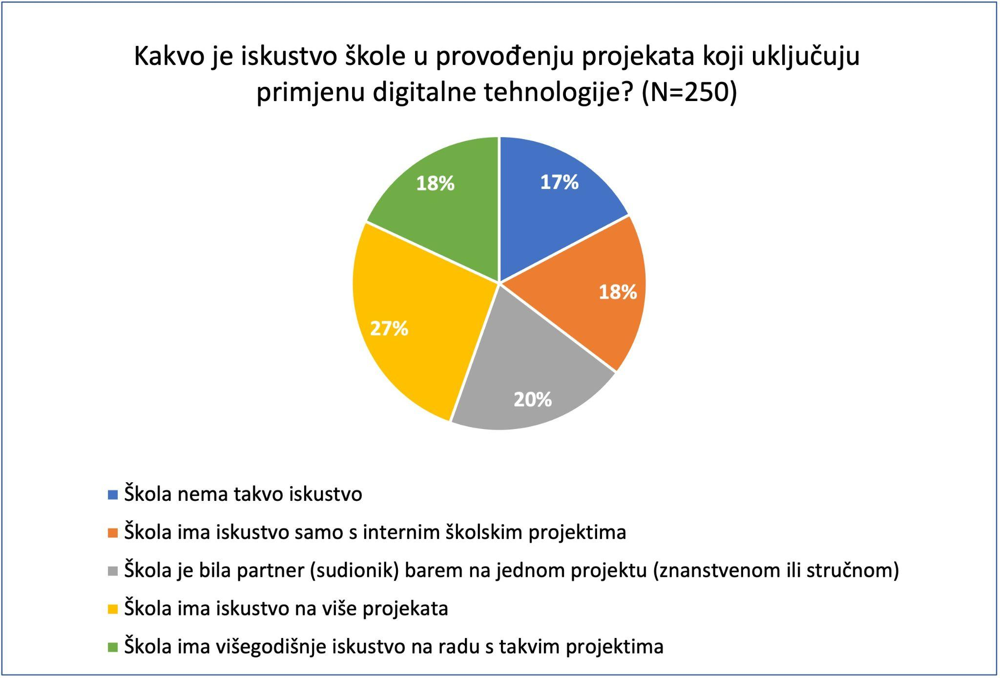 Kakvo je iskustvo škole u provođenju projekata koji uključuju
primjenu digitalne tehnologije? (N=250)
18%
17%
18%
27%
20%
Škola nema takvo iskustvo
Škola ima iskustvo samo s internim školskim projektima
Škola je bila partner (sudionik) barem na jednom projektu (znanstvenom ili stručnom)
Škola ima iskustvo na više projekata
Škola ima višegodišnje iskustvo na radu s takvim projektima